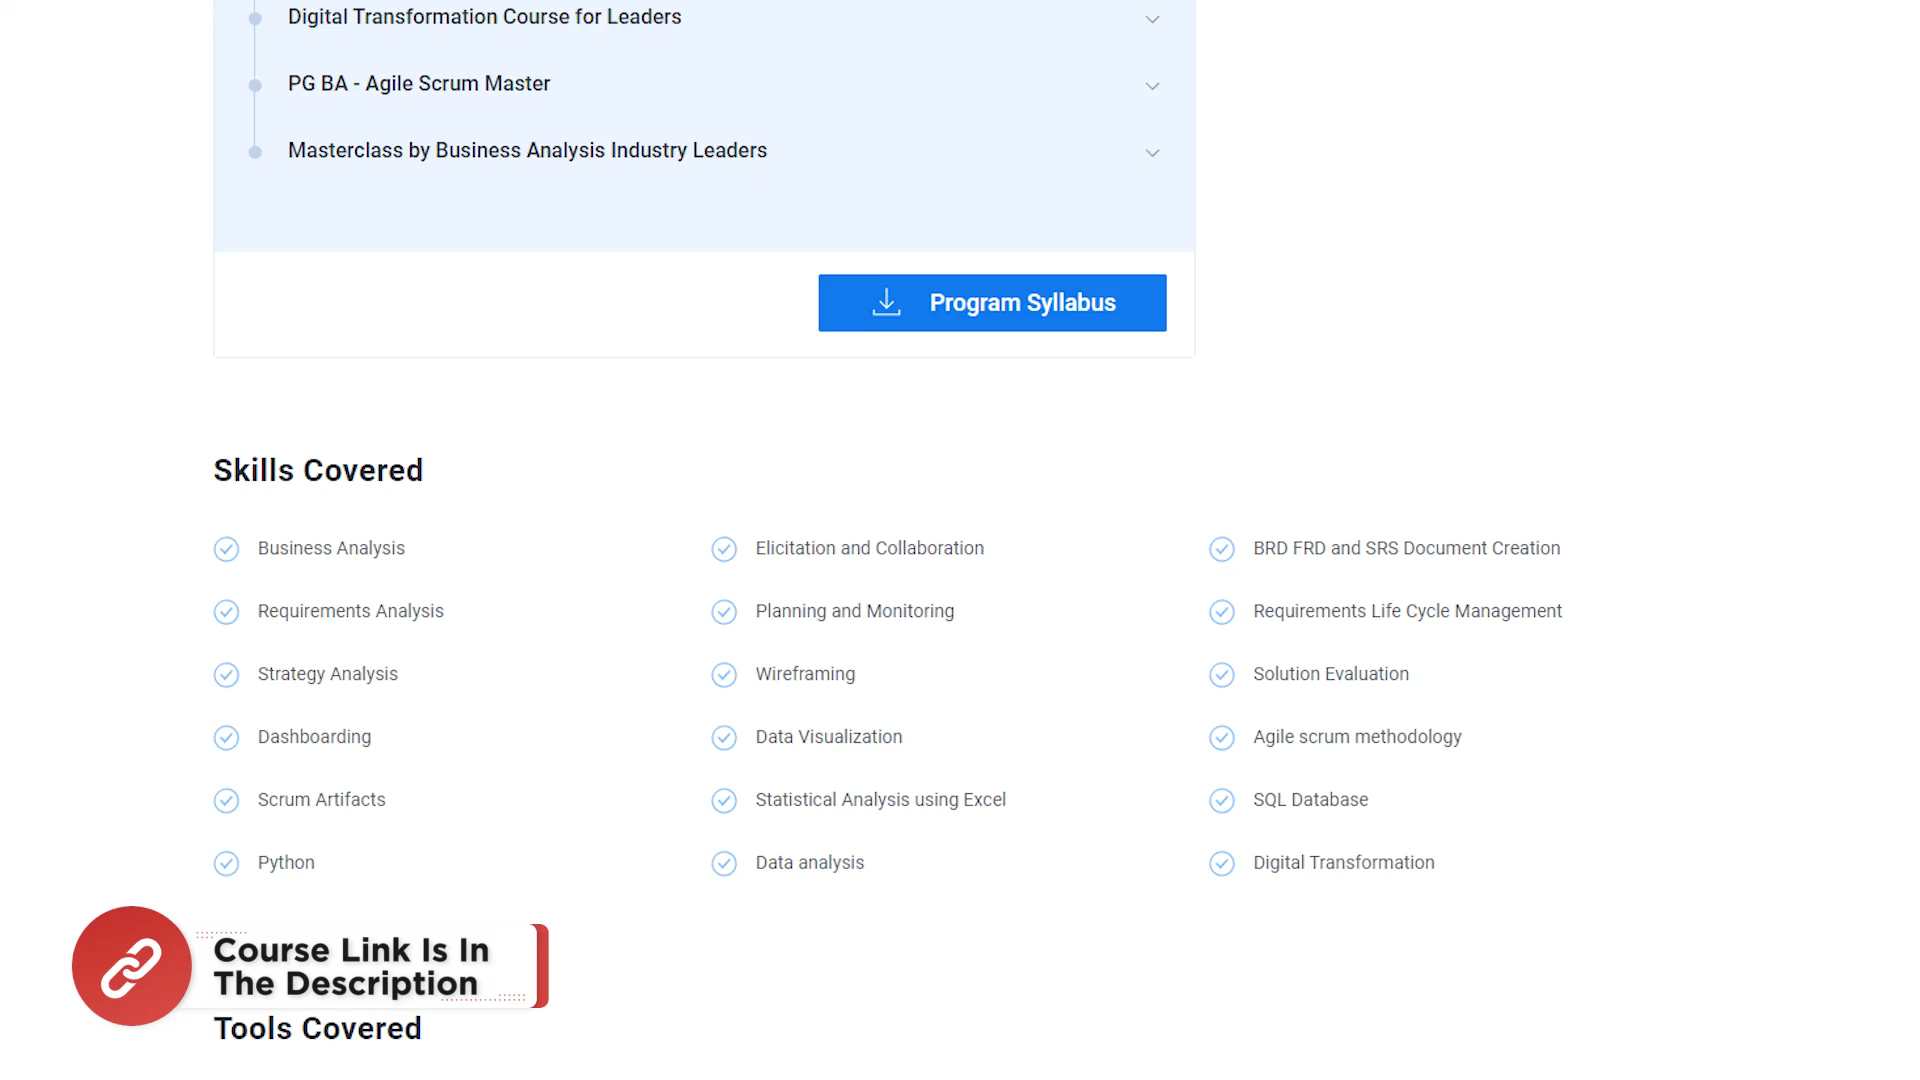 Digital Transformation Course for Leaders
PG BA - Agile Scrum Master
Masterclass by Business Analysis Industry Leaders
Program Syllabus
Skills Covered
Business Analysis
Elicitation and Collaboration
BRD FRD and SRS Document Creation
Requirements Analysis
Planning and Monitoring
Requirements Life Cycle Management
Strategy Analysis
Wireframing
Solution Evaluation
Dashboarding
Data Visualization
Agile scrum methodology
Scrum Artifacts
Statistical Analysis using Excel
SQL Database
Python
Data analysis
Digital Transformation
Course Link Is In
The Description
Tools Covered